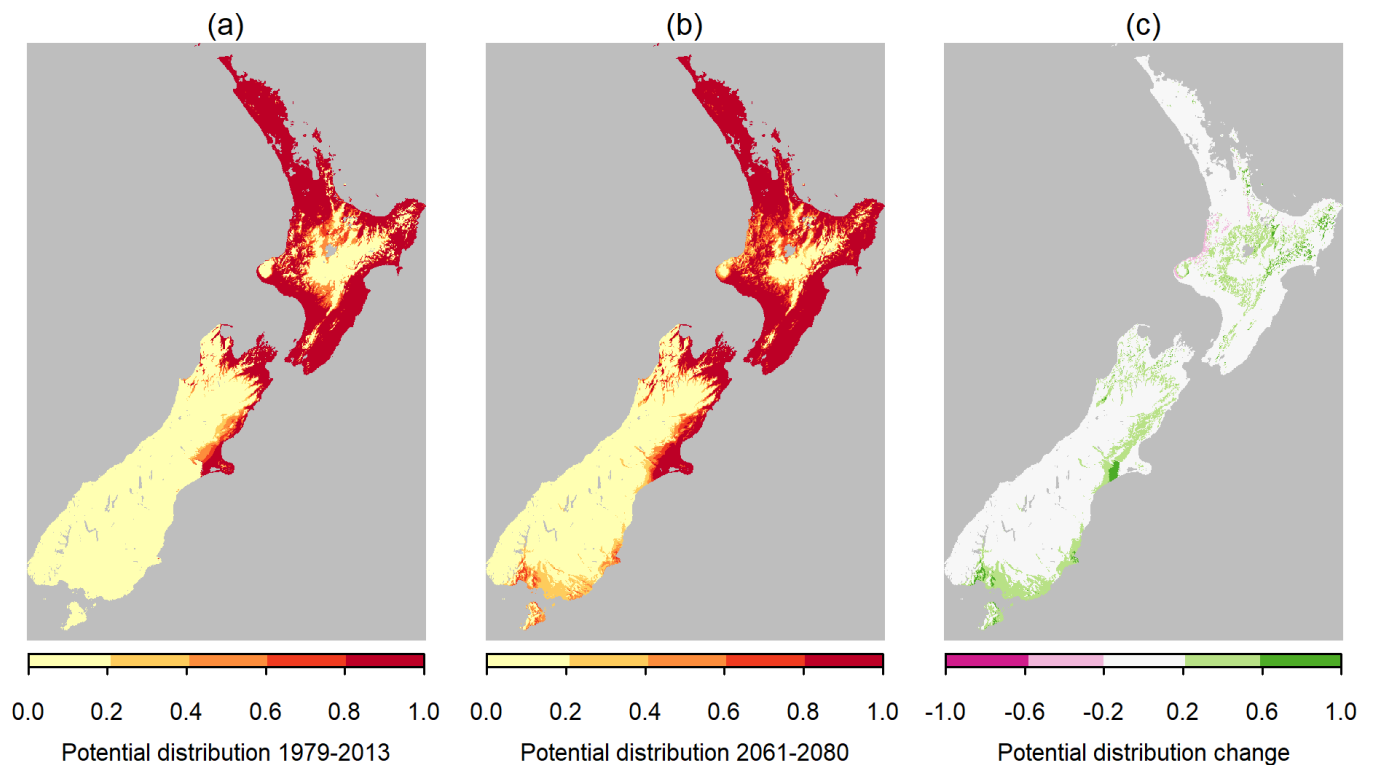 (a) (b) (c)
0.0 0.2 0.4 0.6 0.8 1.0 0.0 0.2 0.4 0.6 0.8 1.0 -1.0 -0.6 -0.2 0.2 0.6 1.0
Potential distribution 1979-2013 Potential distribution 2061-2080 Potential distribution change